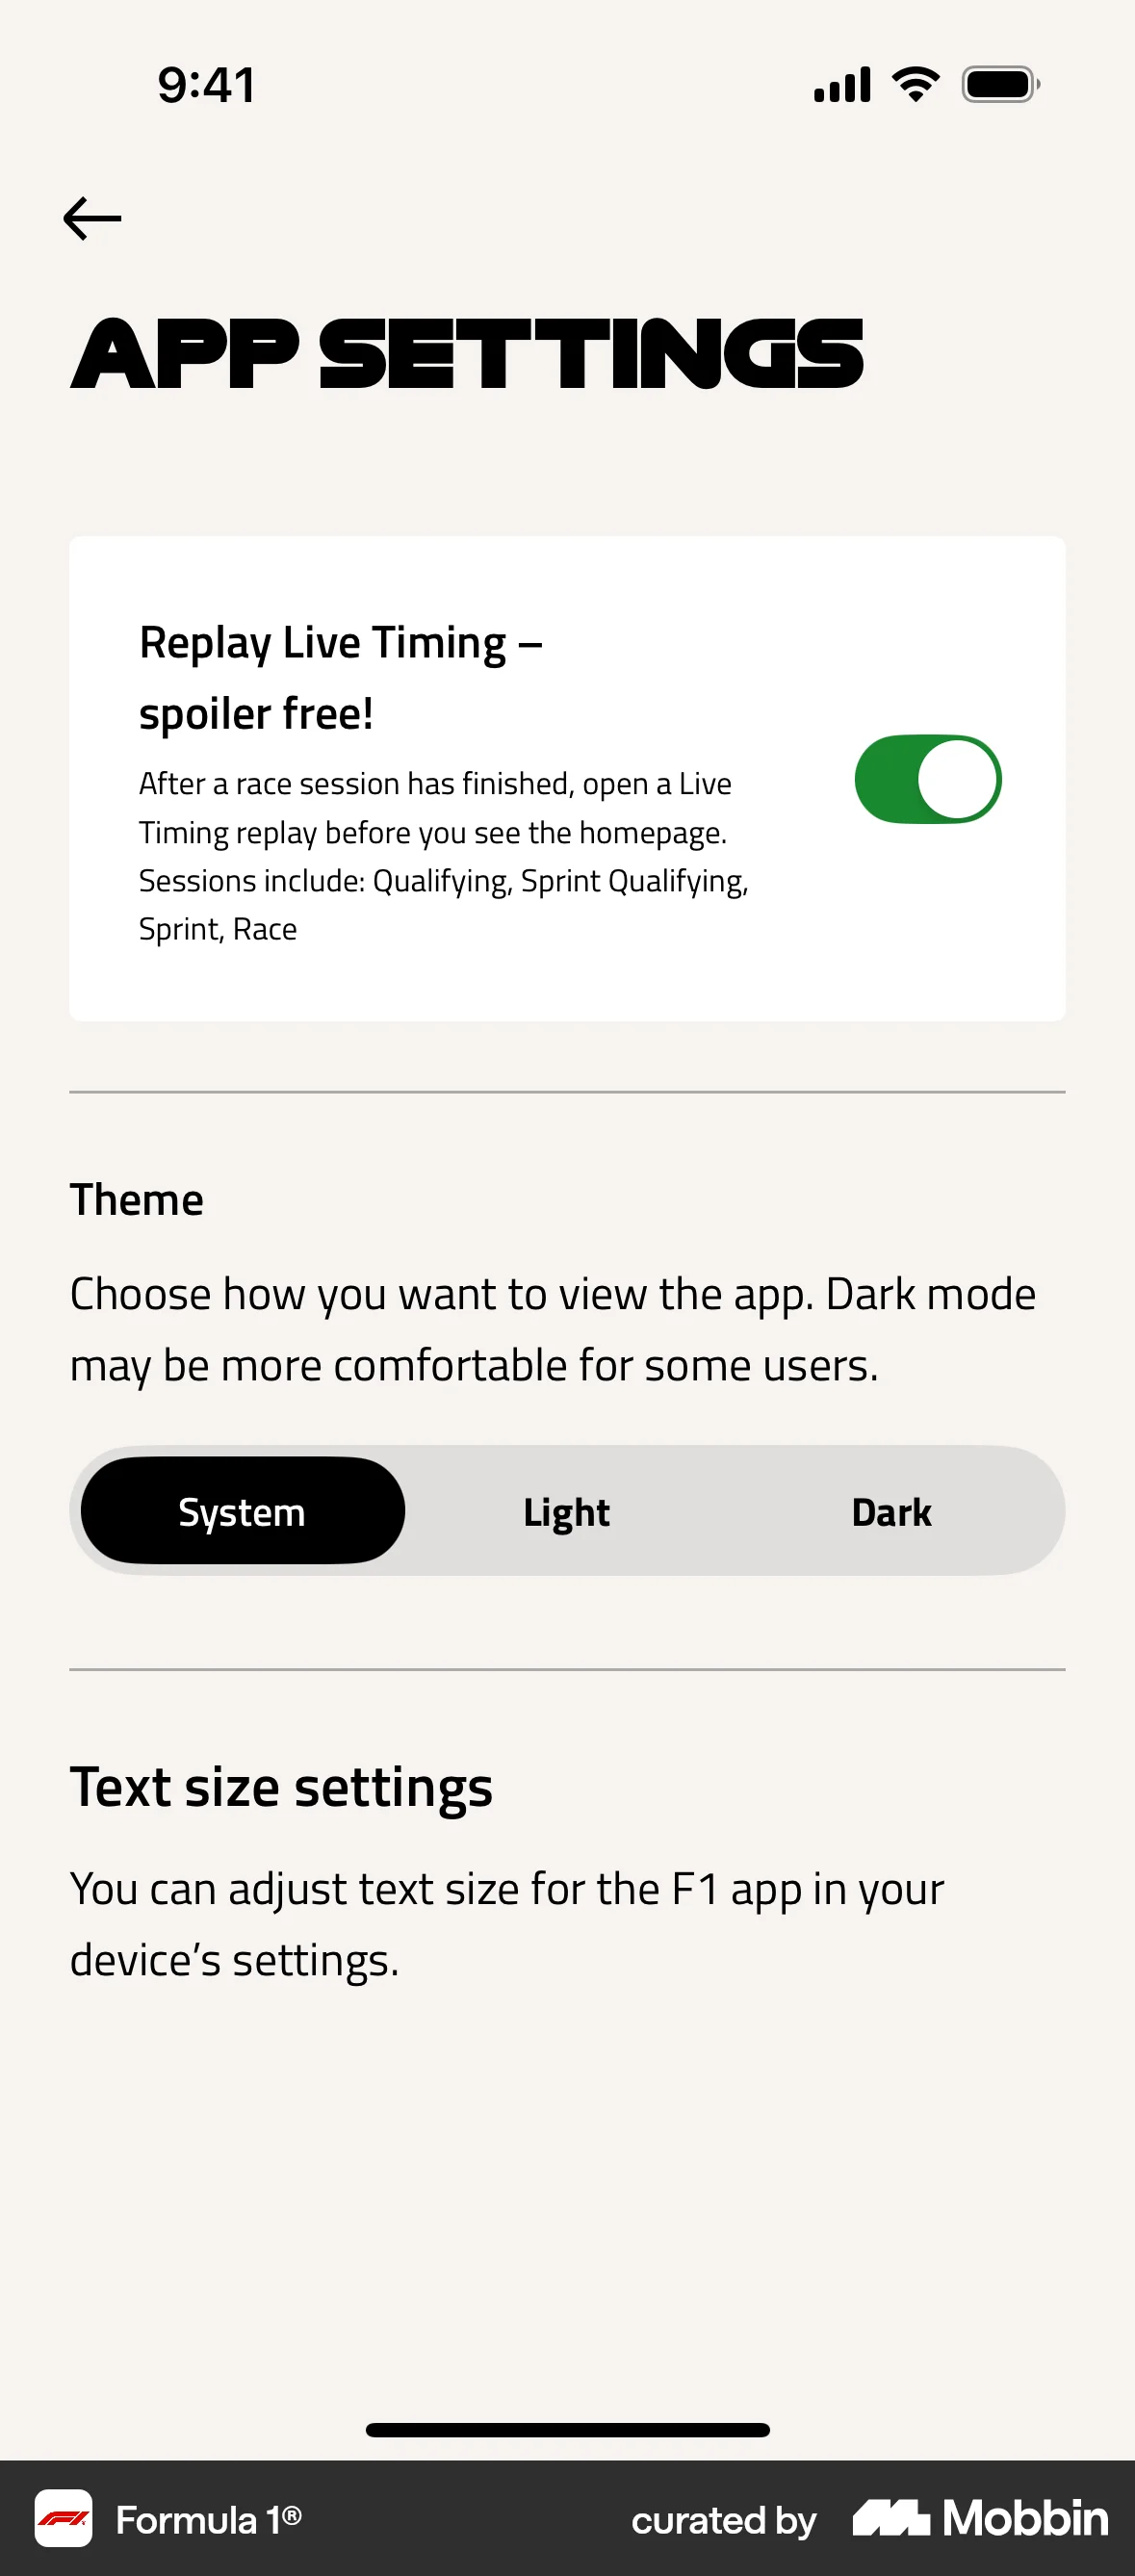 9:41
APP SETTINGS
Replay Live Timing –
spoiler free!
After a race session has finished, open a Live
Timing replay before you see the homepage.
Sessions include: Qualifying, Sprint Qualifying,
Sprint, Race
Theme
Choose how you want to view the app. Dark mode
may be more comfortable for some users.
System Light Dark
Text size settings
You can adjust text size for the F1 app in your
device’s settings.
Formula 1® curated by Mobbin